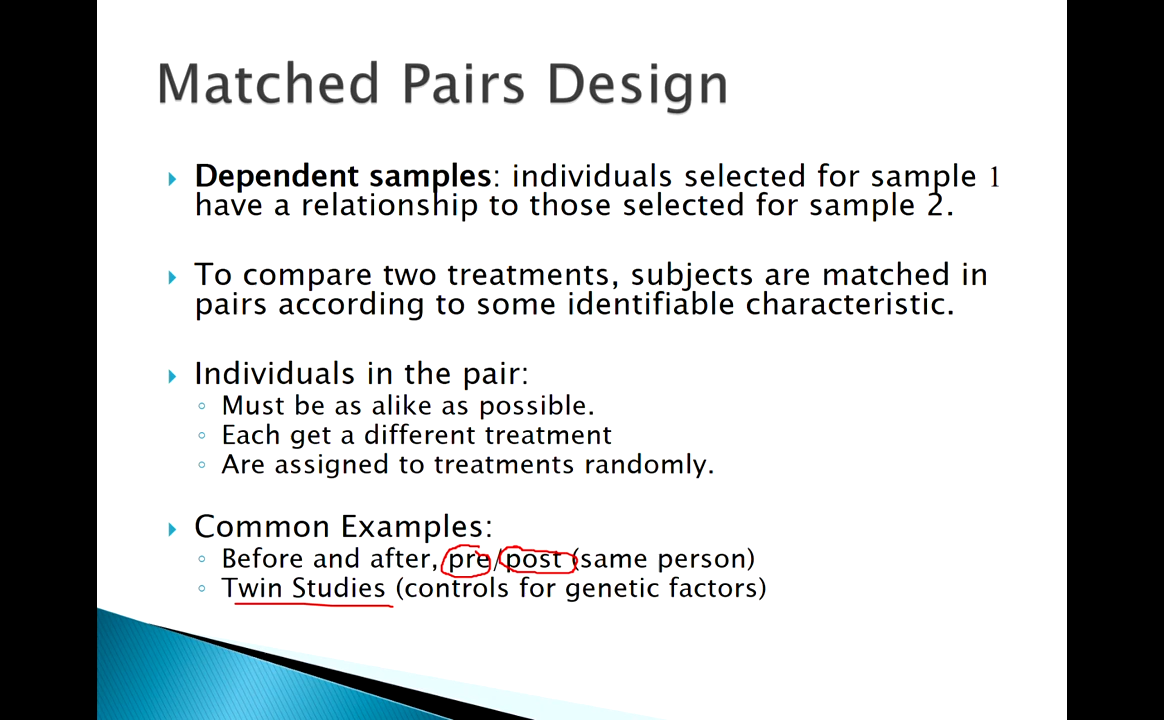 Matched Pairs Design
Dependent samples: individuals selected for sample 1
have a relationship to those selected for sample 2.
To compare two treatments, subjects are matched in
pairs according to some identifiable characteristic.
Individuals in the pair:
Must be as alike as possible.
Each get a different treatment
Are assigned to treatments randomly.
Common Examples:
Before and after, pre/post (same person)
Twin Studies (controls for genetic factors)